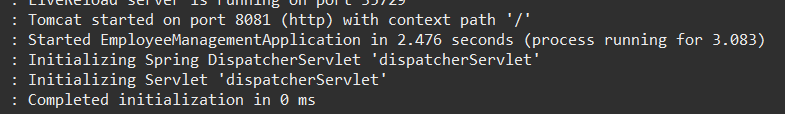 : LiveReload server is running on port 35729
: Tomcat started on port 8081 (http) with context path '/'
: Started EmployeeManagementApplication in 2.476 seconds (process running for 3.083)
: Initializing Spring DispatcherServlet 'dispatcherServlet'
: Initializing Servlet 'dispatcherServlet'
: Completed initialization in 0 ms